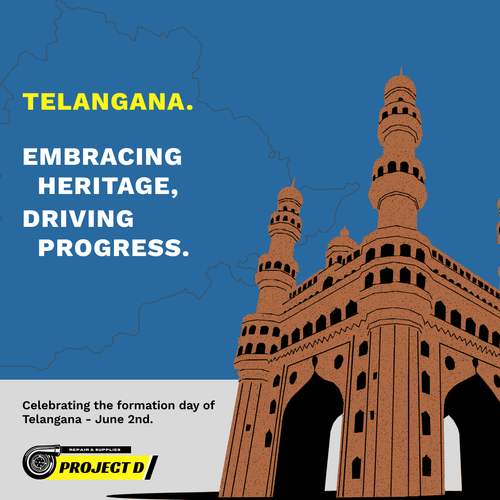 TELANGANA.
EMBRACING
HERITAGE,
DRIVING
PROGRESS.
Celebrating the formation day of
Telangana - June 2nd.
REPAIR & SUPPLIES
PROJECT D